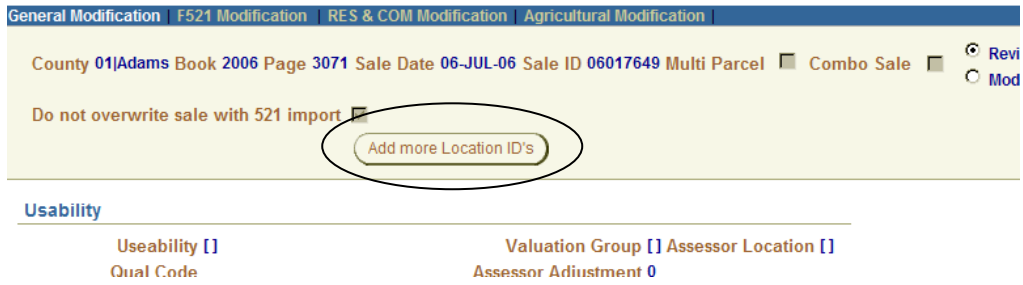 General Modification | F521 Modification | RES & COM Modification | Agricultural Modification |
County 01|Adams Book 2006 Page 3071 Sale Date 06-JUL-06 Sale ID 06017649 Multi Parcel Combo Sale Revi
Mod
Do not overwrite sale with 521 import
Add more Location ID's
Usability
Useability [] Valuation Group [] Assessor Location []
Qual Code Assessor Adjustment 0